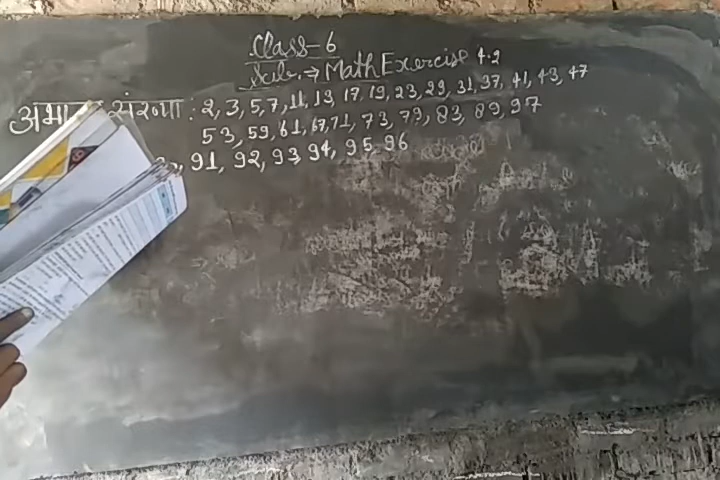 Class-6
Sub.→ Math Exercise 4.2
संख्या : 2, 3, 5, 7, 11, 13, 17, 19, 23, 29, 31, 37, 41, 43, 47
53, 59, 61, 67, 71, 73, 79, 83, 89, 97
, 91, 92, 93, 94, 95, 96